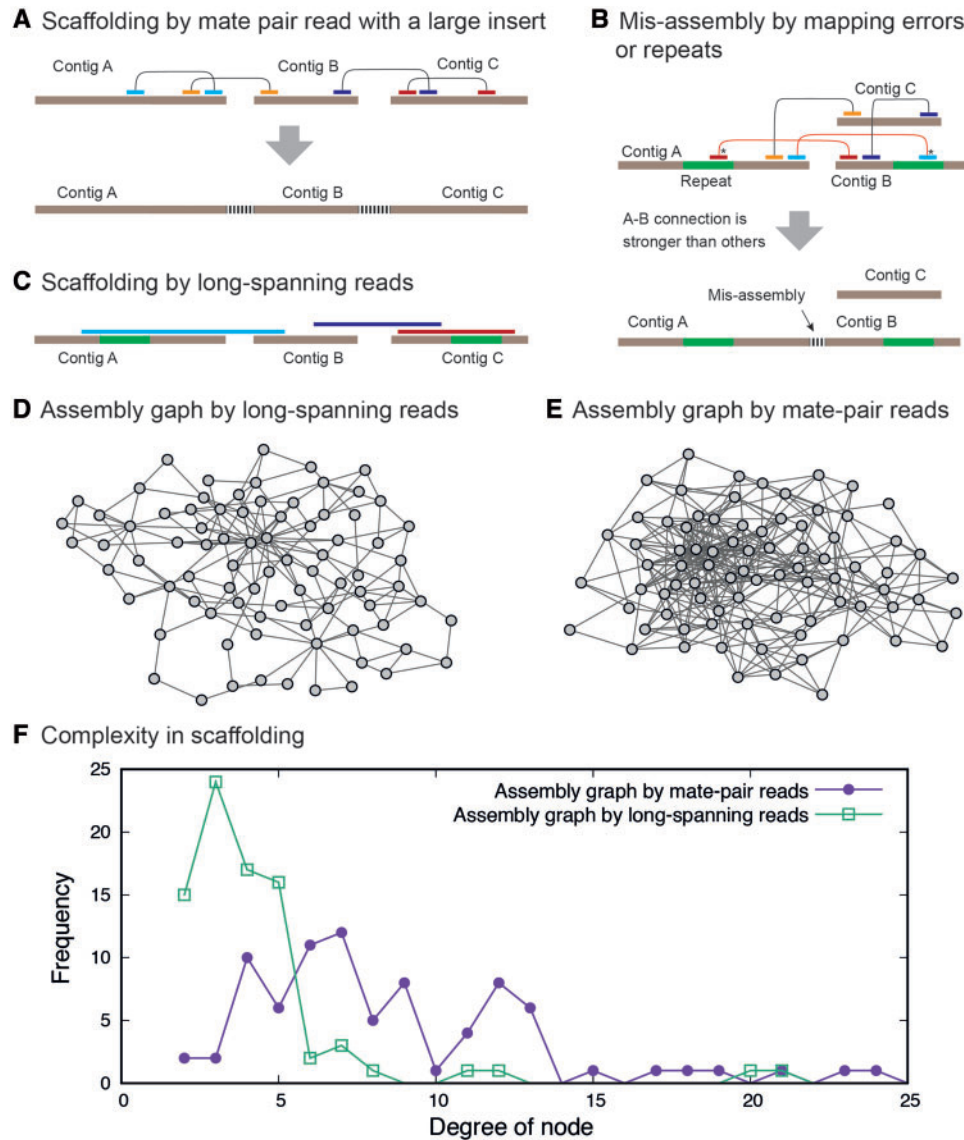 A Scaffolding by mate pair read with a large insert
Contig A
Contig B
Contig C
Contig A
Contig B
Contig C
B Mis-assembly by mapping errors
or repeats
Contig C
Contig A
*
*
Repeat
Contig B
A-B connection is
stronger than others
Contig C
Mis-assembly
Contig A
Contig B
C Scaffolding by long-spanning reads
Contig A
Contig B
Contig C
D Assembly gaph by long-spanning reads
E Assembly graph by mate-pair reads
F Complexity in scaffolding
25
20
15
10
5
0
Frequency
Assembly graph by mate-pair reads
Assembly graph by long-spanning reads
0 5 10 15 20 25
Degree of node